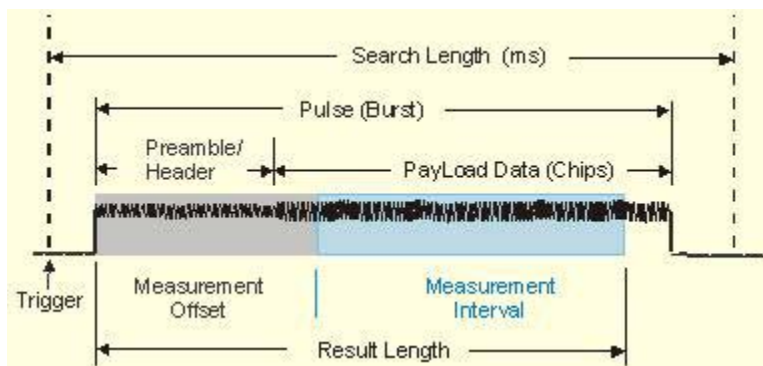 Search Length (ms)
Pulse (Burst)
Preamble/
Header
PayLoad Data (Chips)
Trigger
Measurement
Offset
Measurement
Interval
Result Length